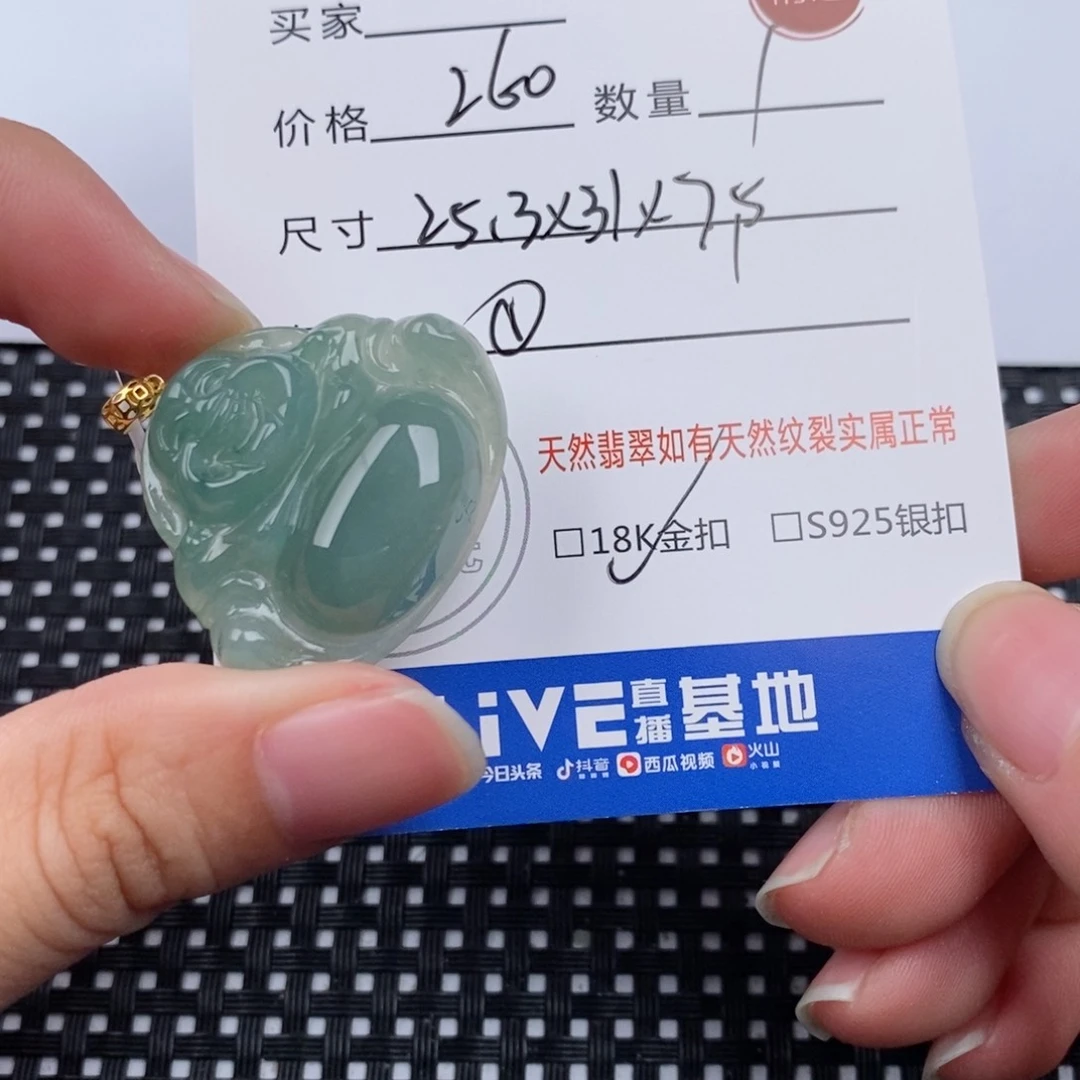 买家
价格 260 数量 1
尺寸 25.3x31x7.5
①
天然翡翠如有天然纹裂实属正常
□18K金扣 □S925银扣
LiVE直播基地
今日头条 抖音 西瓜视频 火山